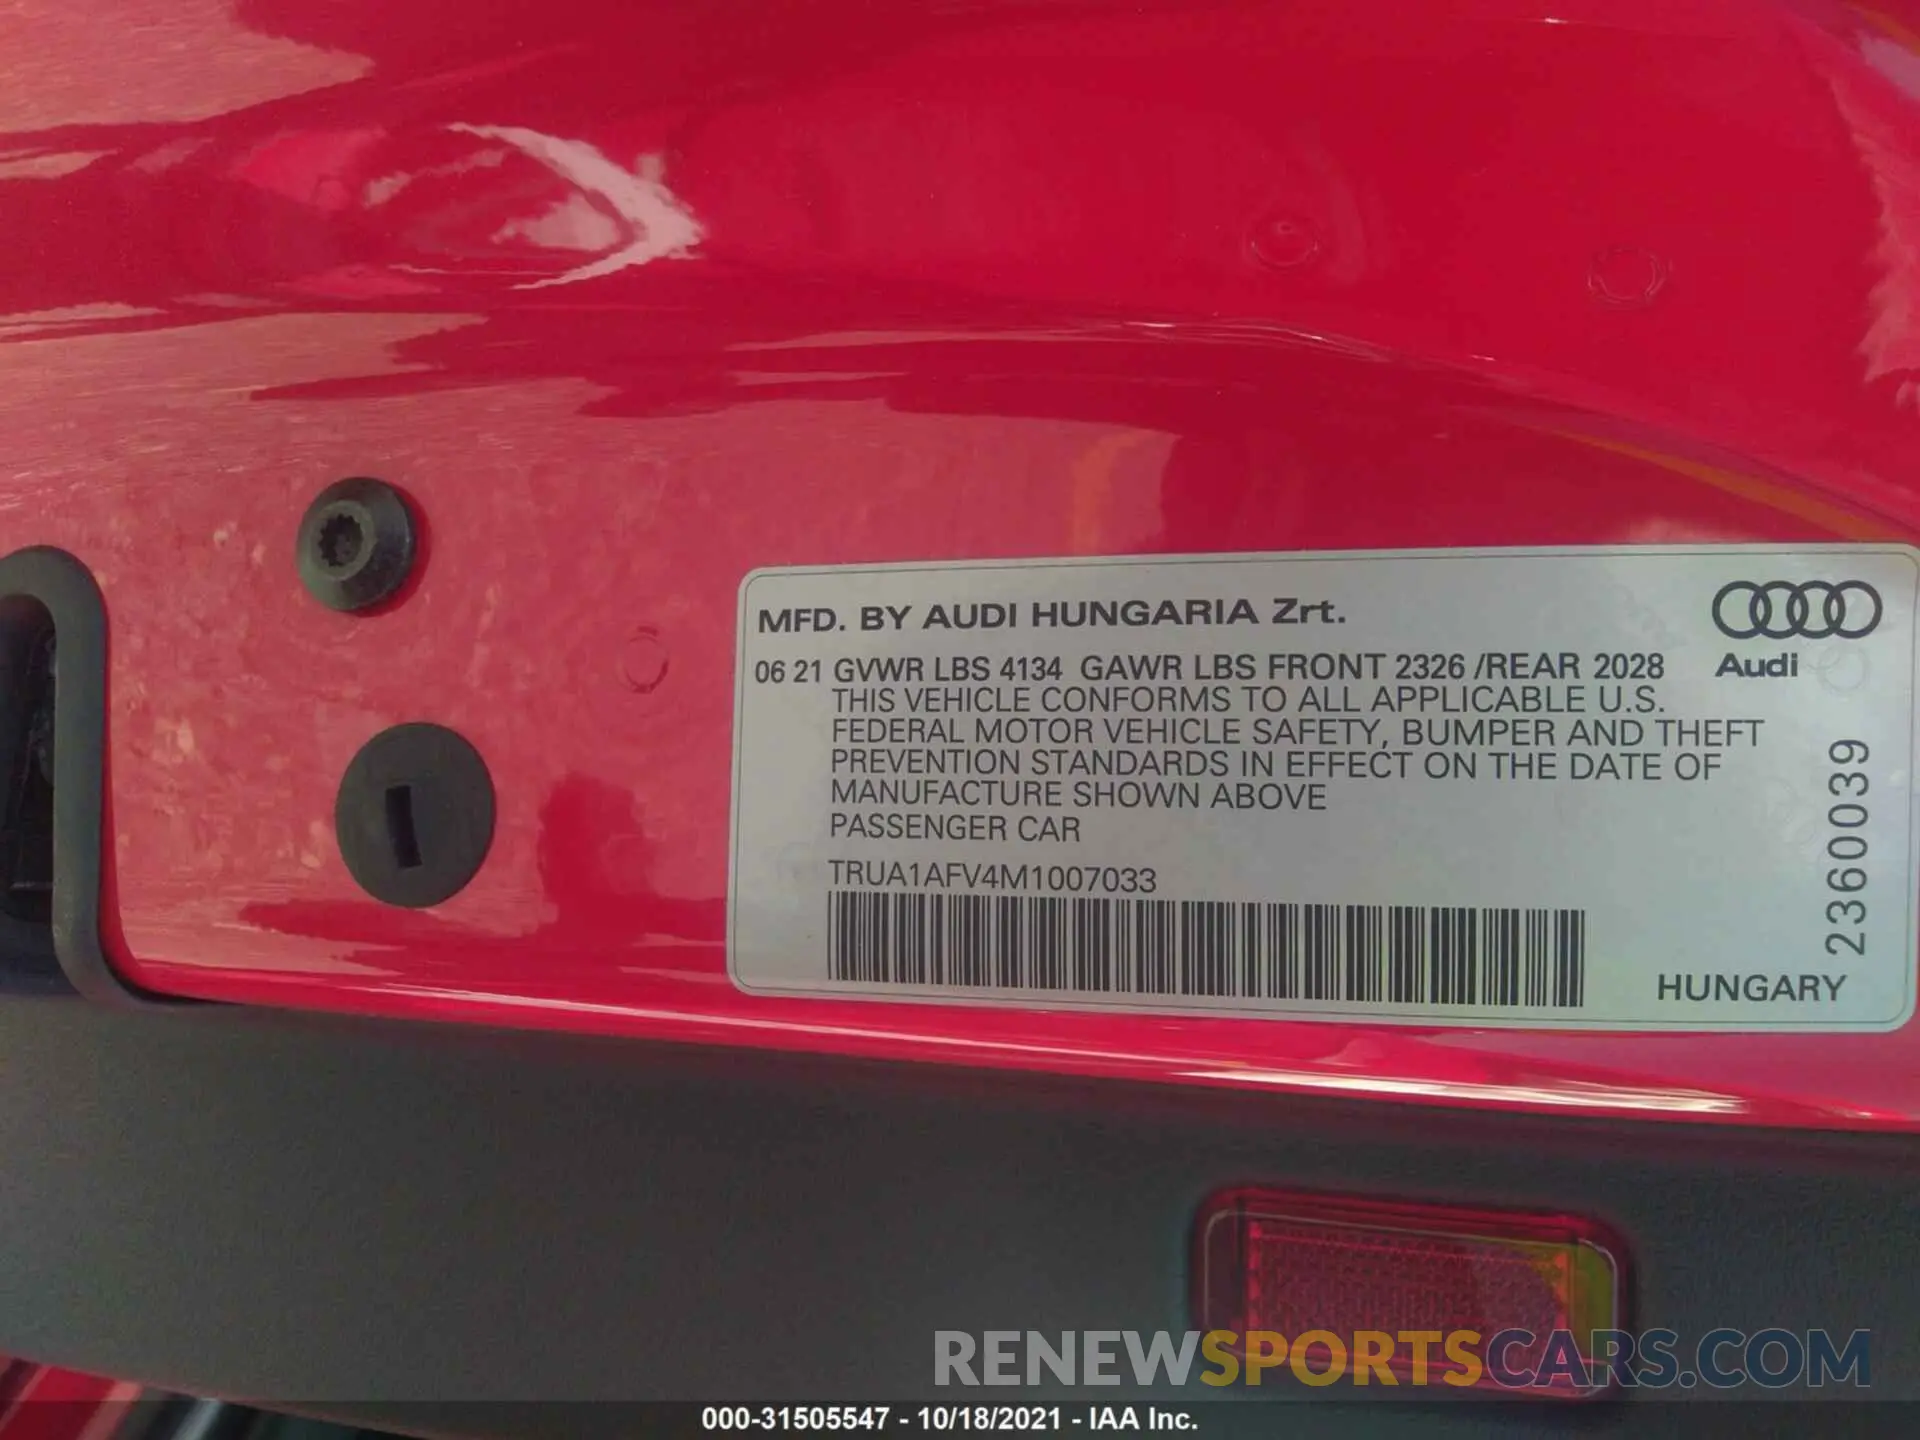 MFD. BY AUDI HUNGARIA Zrt.
06 21 GVWR LBS 4134 GAWR LBS FRONT 2326 /REAR 2028
Audi
THIS VEHICLE CONFORMS TO ALL APPLICABLE U.S.
FEDERAL MOTOR VEHICLE SAFETY, BUMPER AND THEFT
PREVENTION STANDARDS IN EFFECT ON THE DATE OF
MANUFACTURE SHOWN ABOVE
PASSENGER CAR
TRUA1AFV4M1007033
2360039
HUNGARY
RENEWSPORTSCARS.COM
000-31505547 - 10/18/2021 - IAA Inc.